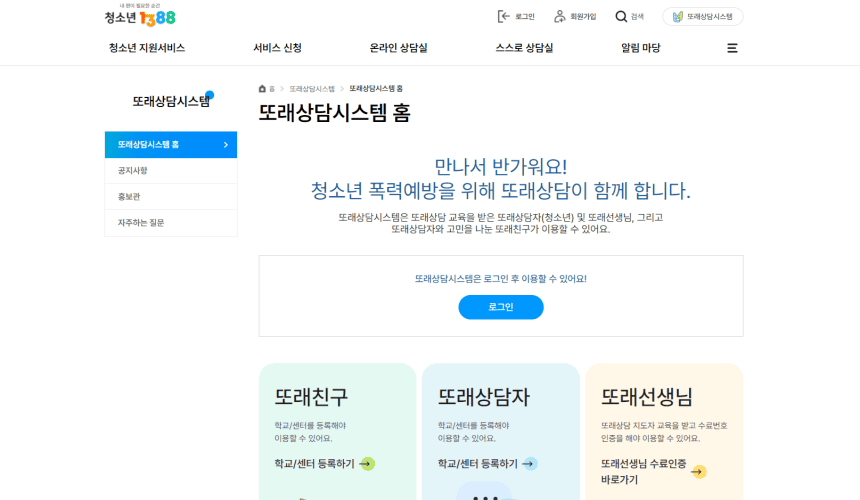 내 편이 필요한 순간
청소년 1388
로그인
회원가입
검색
또래상담시스템
청소년 지원서비스
서비스 신청
온라인 상담실
스스로 상담실
알림 마당
또래상담시스템
또래상담시스템 홈
공지사항
홍보관
자주하는 질문
홈 > 또래상담시스템 > 또래상담시스템 홈
또래상담시스템 홈
만나서 반가워요!
청소년 폭력예방을 위해 또래상담이 함께 합니다.
또래상담시스템은 또래상담 교육을 받은 또래상담자(청소년) 및 또래선생님, 그리고
또래상담자와 고민을 나눈 또래친구가 이용할 수 있어요.
또래상담시스템은 로그인 후 이용할 수 있어요!
로그인
또래친구
학교/센터를 등록해야
이용할 수 있어요.
학교/센터 등록하기
또래상담자
학교/센터를 등록해야
이용할 수 있어요.
학교/센터 등록하기
또래선생님
또래상담 지도자 교육을 받고 수료번호
인증을 해야 이용할 수 있어요.
또래선생님 수료인증
바로가기